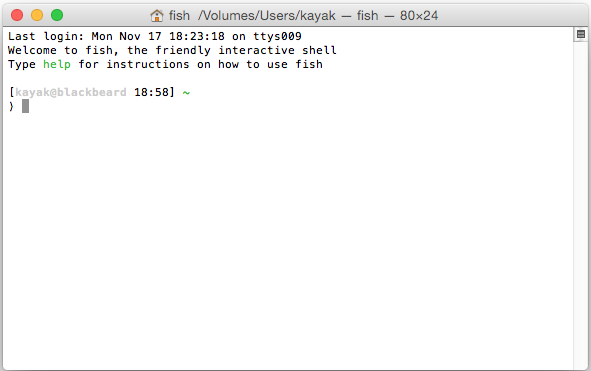 fish  /Volumes/Users/kayak — fish — 80×24
Last login: Mon Nov 17 18:23:18 on ttys009
Welcome to fish, the friendly interactive shell
Type help for instructions on how to use fish
[kayak@blackbeard 18:58] ~
)